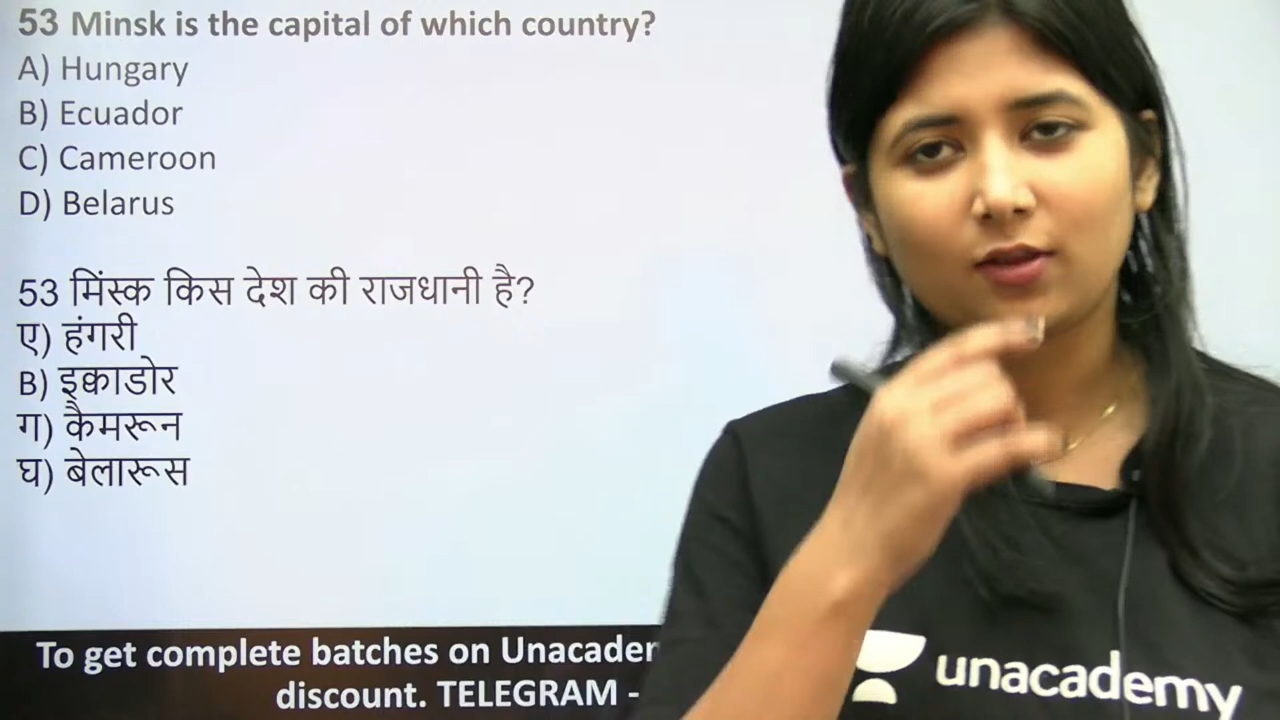 53 Minsk is the capital of which country?
A) Hungary
B) Ecuador
C) Cameroon
D) Belarus
53 मिंस्क किस देश की राजधानी है?
ए) हंगरी
B) इक्वाडोर
ग) कैमरून
घ) बेलारूस
To get complete batches on Unacader
discount. TELEGRAM -
unacademy